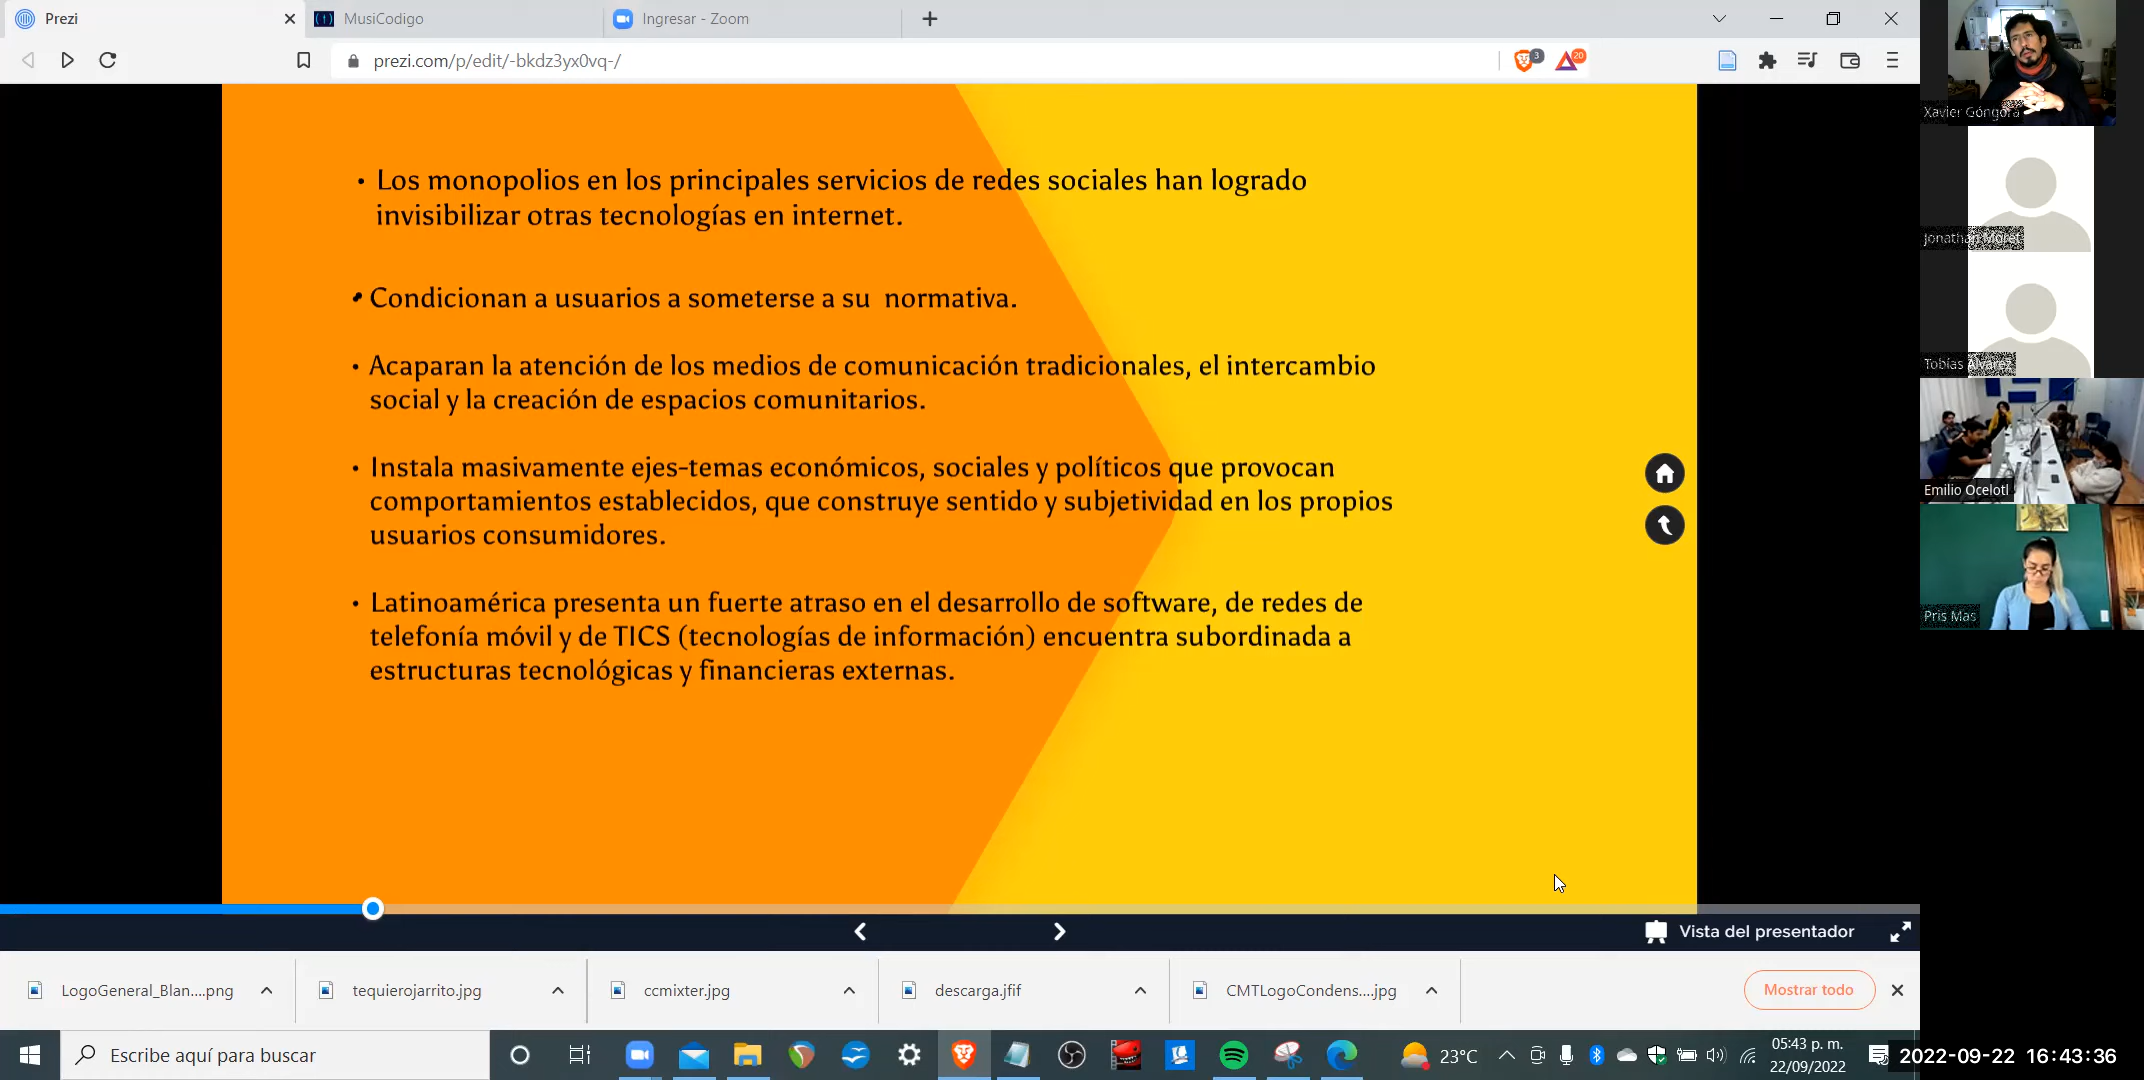 Prezi
MusiCodigo
Ingresar - Zoom
prezi.com/p/edit/-bkdz3yx0vq-/
3
20
• Los monopolios en los principales servicios de redes sociales han logrado
invisibilizar otras tecnologías en internet.
• Condicionan a usuarios a someterse a su normativa.
• Acaparan la atención de los medios de comunicación tradicionales, el intercambio
social y la creación de espacios comunitarios.
• Instala masivamente ejes-temas económicos, sociales y políticos que provocan
comportamientos establecidos, que construye sentido y subjetividad en los propios
usuarios consumidores.
• Latinoamérica presenta un fuerte atraso en el desarrollo de software, de redes de
telefonía móvil y de TICS (tecnologías de información) encuentra subordinada a
estructuras tecnológicas y financieras externas.
Xavier Góngora
Jonathan Moret
Tobías Álvarez
Emilio Ocelotl
Pris Mas
Vista del presentador
LogoGeneral_Blan....png
tequierojarrito.jpg
ccmixter.jpg
descarga.jfif
CMTLogoCondens....jpg
Mostrar todo
Escribe aquí para buscar
23°C
05:43 p. m.
22/09/2022
2022-09-22 16:43:36